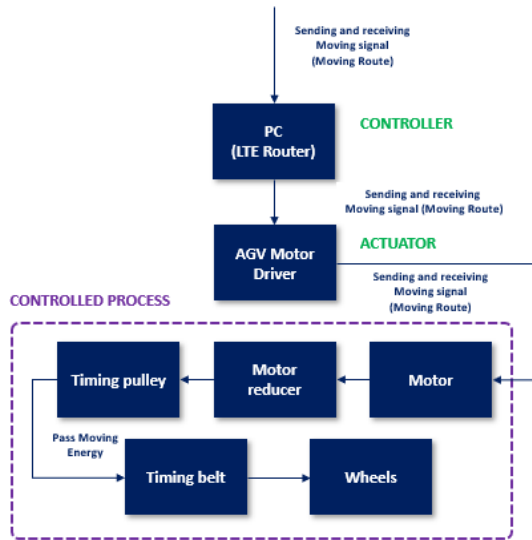 Sending and receiving
Moving signal
(Moving Route)
PC
(LTE Router)
CONTROLLER
Sending and receiving
Moving signal (Moving Route)
AGV Motor
Driver
ACTUATOR
Sending and receiving
Moving signal
(Moving Route)
CONTROLLED PROCESS
Timing pulley
Motor
reducer
Motor
Pass Moving
Energy
Timing belt
Wheels